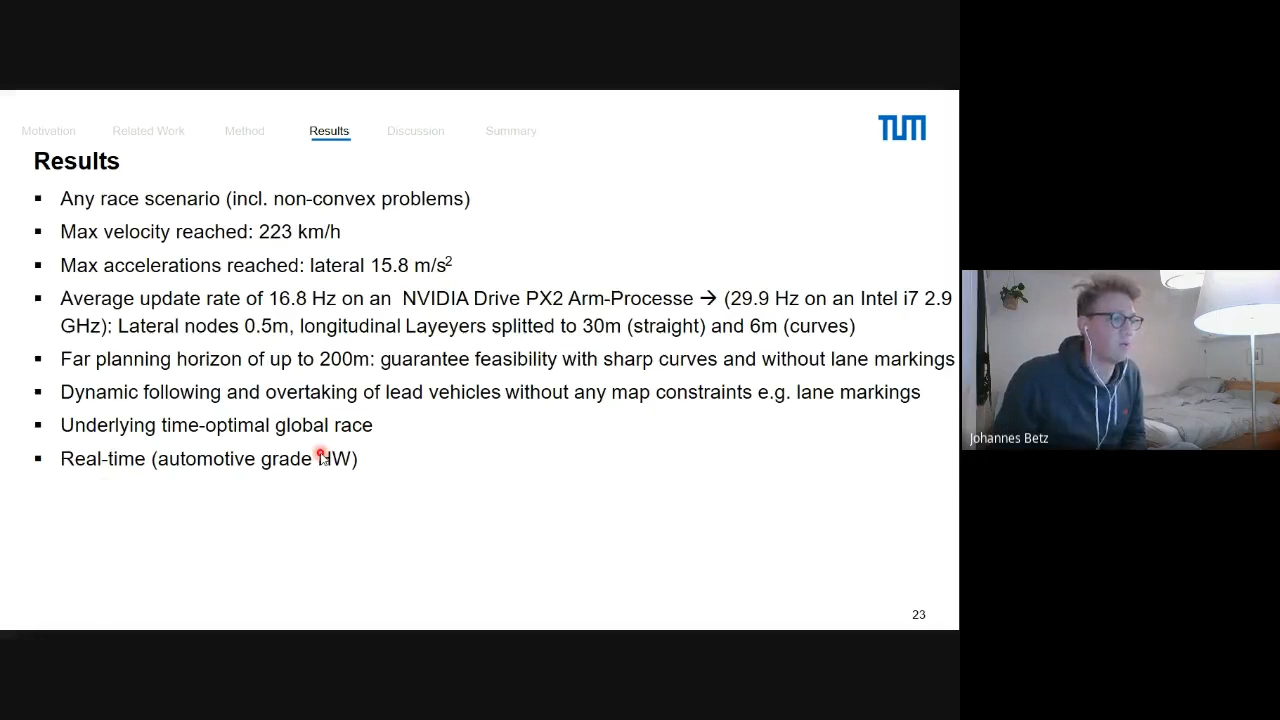 Motivation Related Work Method Results Discussion Summary
TUM
Results
▪ Any race scenario (incl. non-convex problems)
▪ Max velocity reached: 223 km/h
▪ Max accelerations reached: lateral 15.8 m/s²
▪ Average update rate of 16.8 Hz on an NVIDIA Drive PX2 Arm-Processe → (29.9 Hz on an Intel i7 2.9
GHz): Lateral nodes 0.5m, longitudinal Layeyers splitted to 30m (straight) and 6m (curves)
▪ Far planning horizon of up to 200m: guarantee feasibility with sharp curves and without lane markings
▪ Dynamic following and overtaking of lead vehicles without any map constraints e.g. lane markings
▪ Underlying time-optimal global race
▪ Real-time (automotive grade HW)
23
Johannes Betz